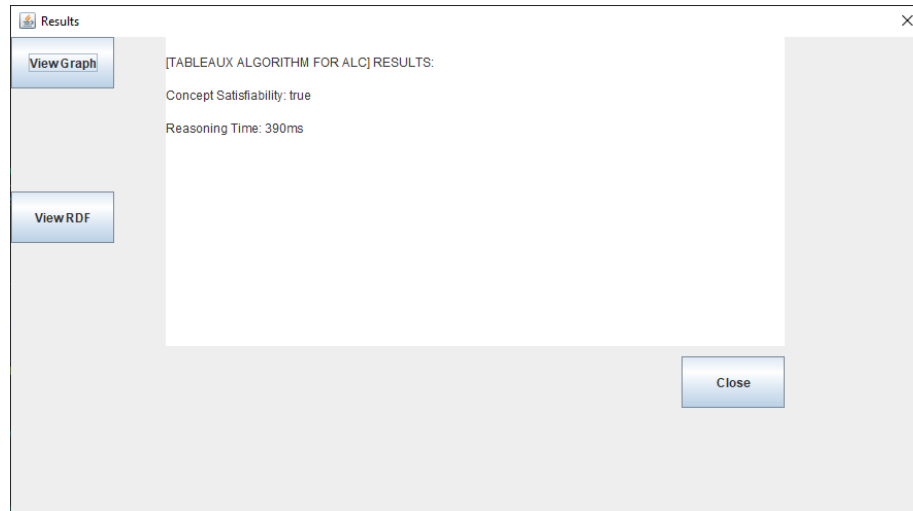 Results
View Graph
[TABLEAUX ALGORITHM FOR ALC] RESULTS:
Concept Satisfiability: true
Reasoning Time: 390ms
View RDF
Close